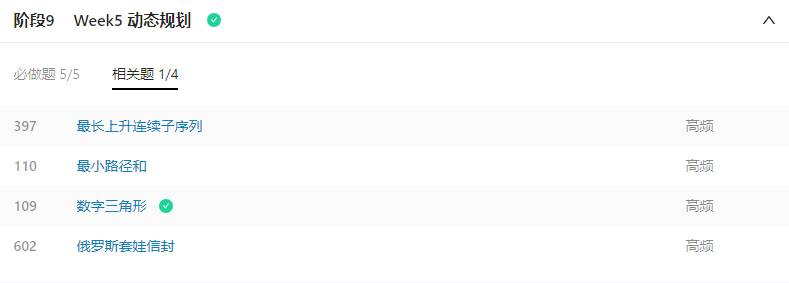 阶段9 Week5 动态规划
必做题 5/5 相关题 1/4
397 最长上升连续子序列 高频
110 最小路径和 高频
109 数字三角形 高频
602 俄罗斯套娃信封 高频